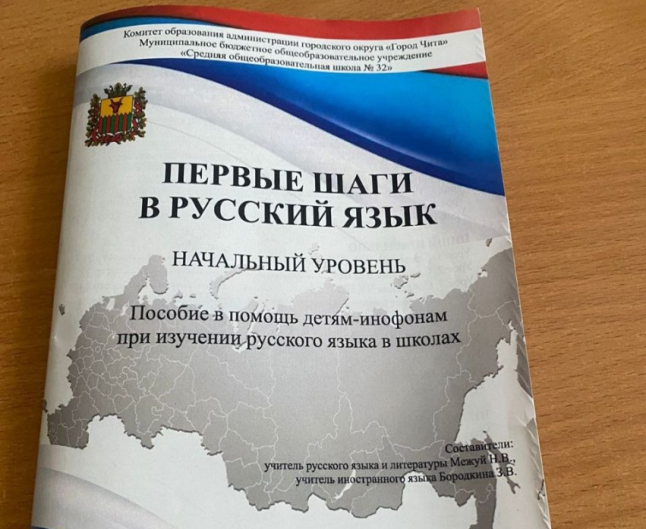 Комитет образования администрации городского округа «Город Чита»
Муниципальное бюджетное общеобразовательное учреждение
«Средняя общеобразовательная школа № 32»
ПЕРВЫЕ ШАГИ
В РУССКИЙ ЯЗЫК
НАЧАЛЬНЫЙ УРОВЕНЬ
Пособие в помощь детям-инофонам
при изучении русского языка в школах
Составители:
учитель русского языка и литературы Межуй Н.В.,
учитель иностранного языка Бородкина З.В.